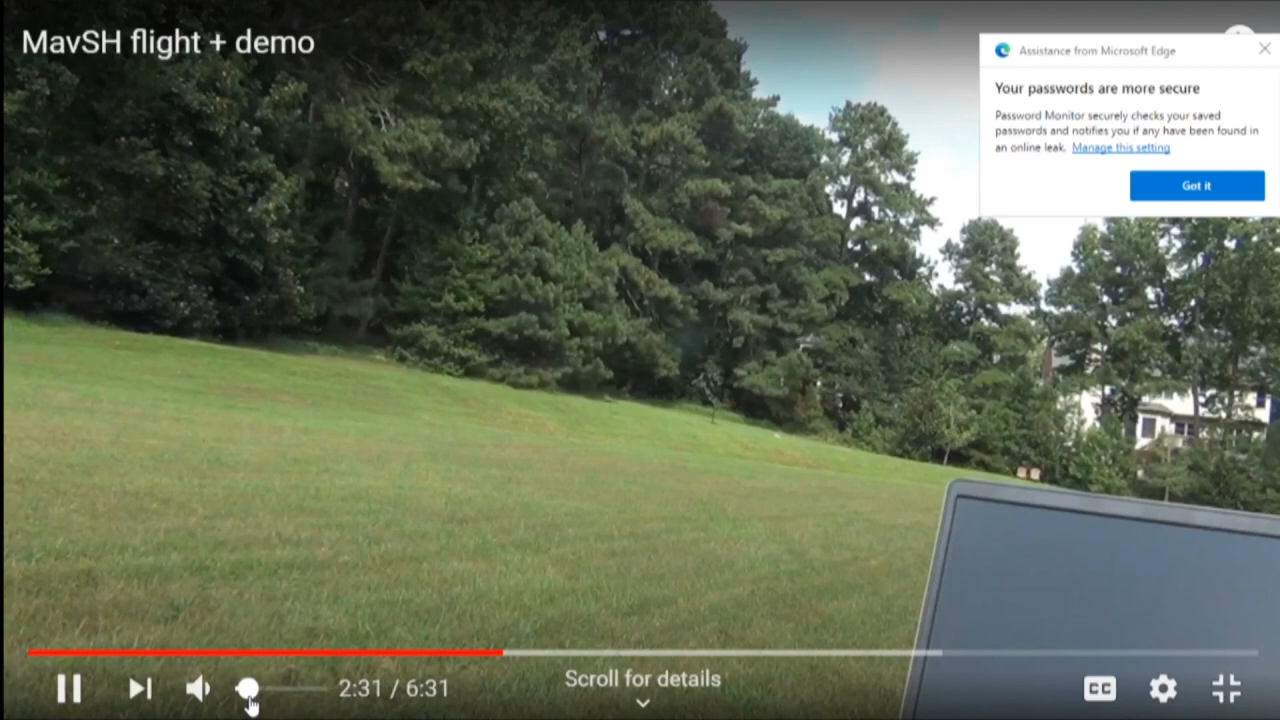 MavSH flight + demo
Assistance from Microsoft Edge
Your passwords are more secure
Password Monitor securely checks your saved
passwords and notifies you if any have been found in
an online leak. Manage this setting
Got it
2:31 / 6:31
Scroll for details
CC